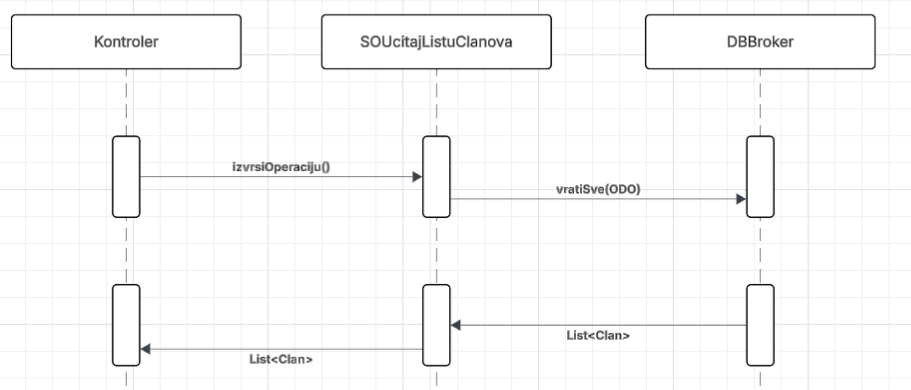 Kontroler
SOUcitajListuClanova
DBBroker
izvrsiOperaciju()
vratiSve(ODO)
List<Clan>
List<Clan>